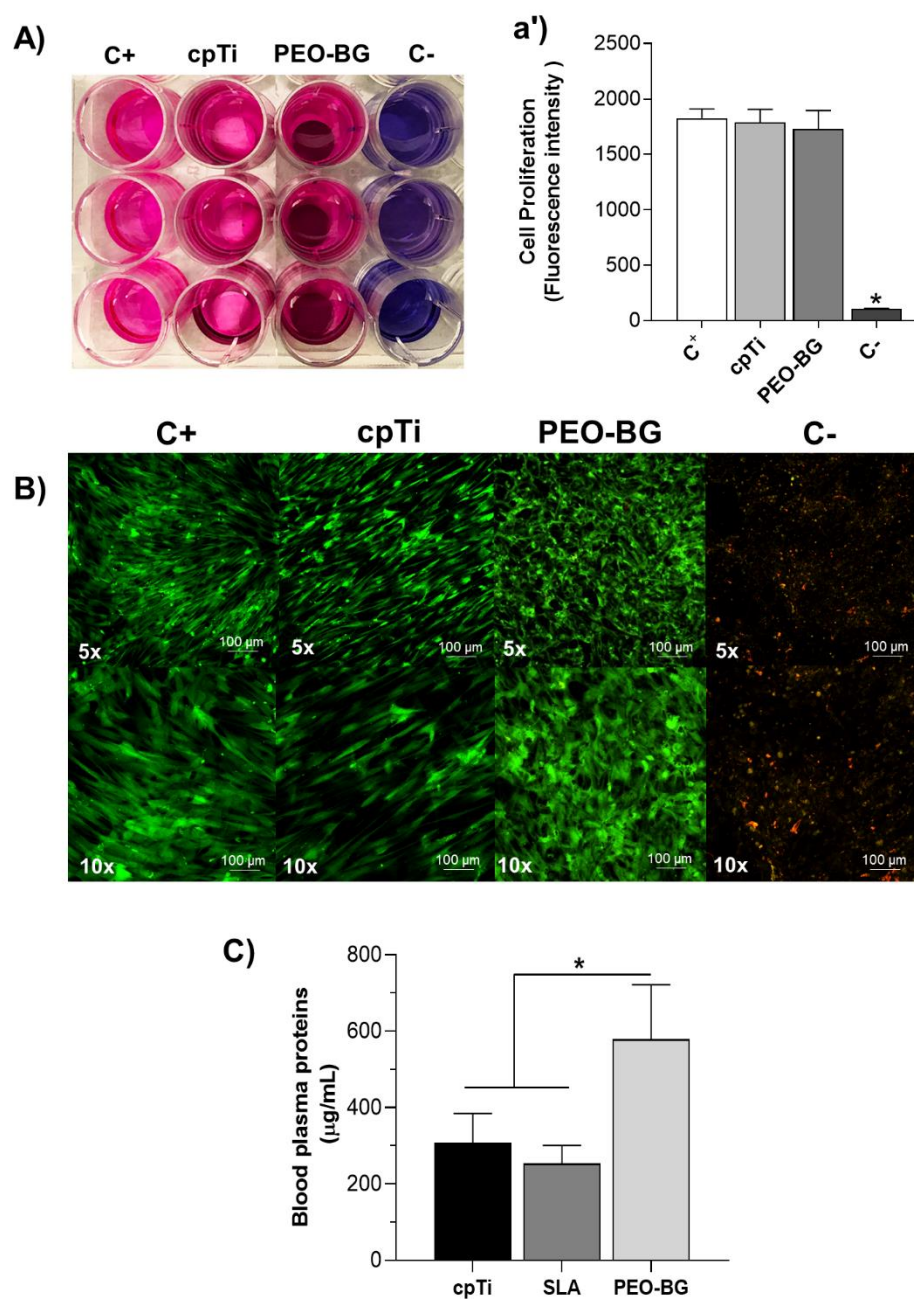 A)
C+ cpTi PEO-BG C-
a')
Cell Proliferation
(Fluorescence intensity )
2500
2000
1500
1000
500
0
*
C+
cpTi
PEO-BG
C-
C+ cpTi PEO-BG C-
B)
5x 100 µm 5x 100 µm 5x 100 µm 5x 100 µm
10x 100 µm 10x 100 µm 10x 100 µm 10x 100 µm
C)
Blood plasma proteins
(µg/mL)
800
600
400
200
0
*
cpTi SLA PEO-BG